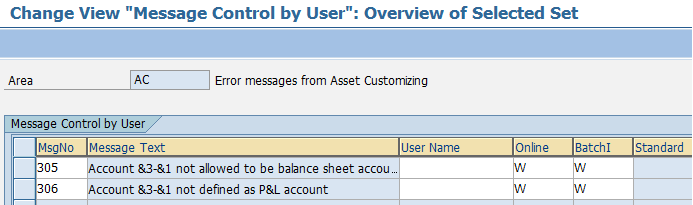 Change View "Message Control by User": Overview of Selected Set
Area AC Error messages from Asset Customizing
Message Control by User
MsgNo Message Text User Name Online BatchI Standard
305 Account &3-&1 not allowed to be balance sheet accou... W W
306 Account &3-&1 not defined as P&L account W W